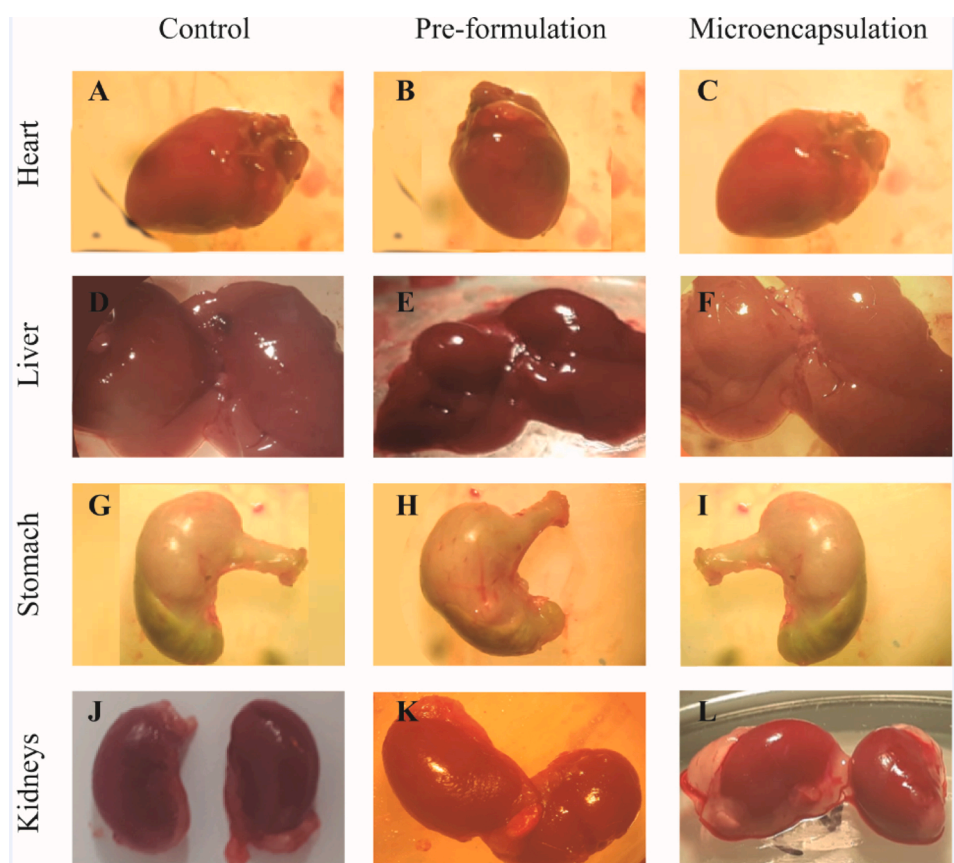 Control Pre-formulation Microencapsulation
Heart
A B C
Liver
D E F
Stomach
G H I
Kidneys
J K L